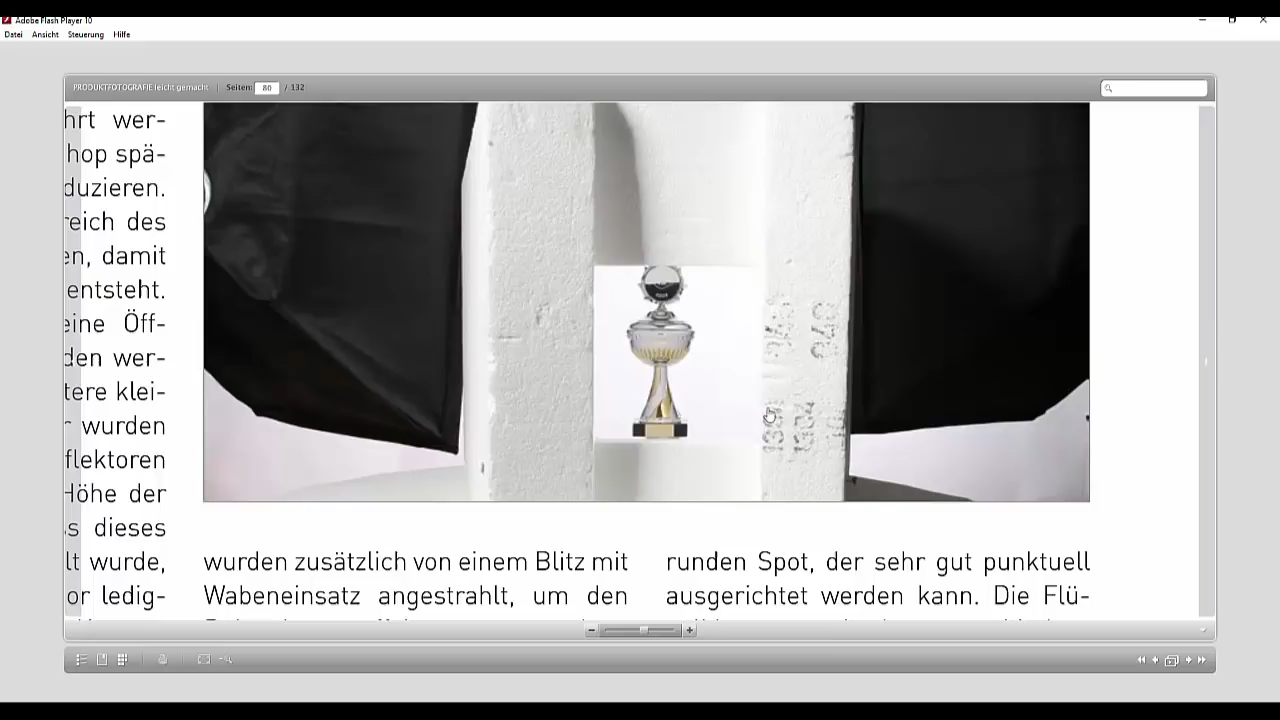 Adobe Flash Player 10
Datei Ansicht Steuerung Hilfe
PRODUKTFOTOGRAFIE leicht gemacht Seiten: 80 / 132
hrt wer-
hop spä-
duzieren.
reich des
en, damit
entsteht.
eine Öff-
den wer-
tere klei-
r wurden
flektoren
Höhe der
s dieses
lt wurde,
or ledig-
wurden zusätzlich von einem Blitz mit
Wabeneinsatz angestrahlt, um den
runden Spot, der sehr gut punktuell
ausgerichtet werden kann. Die Flü-